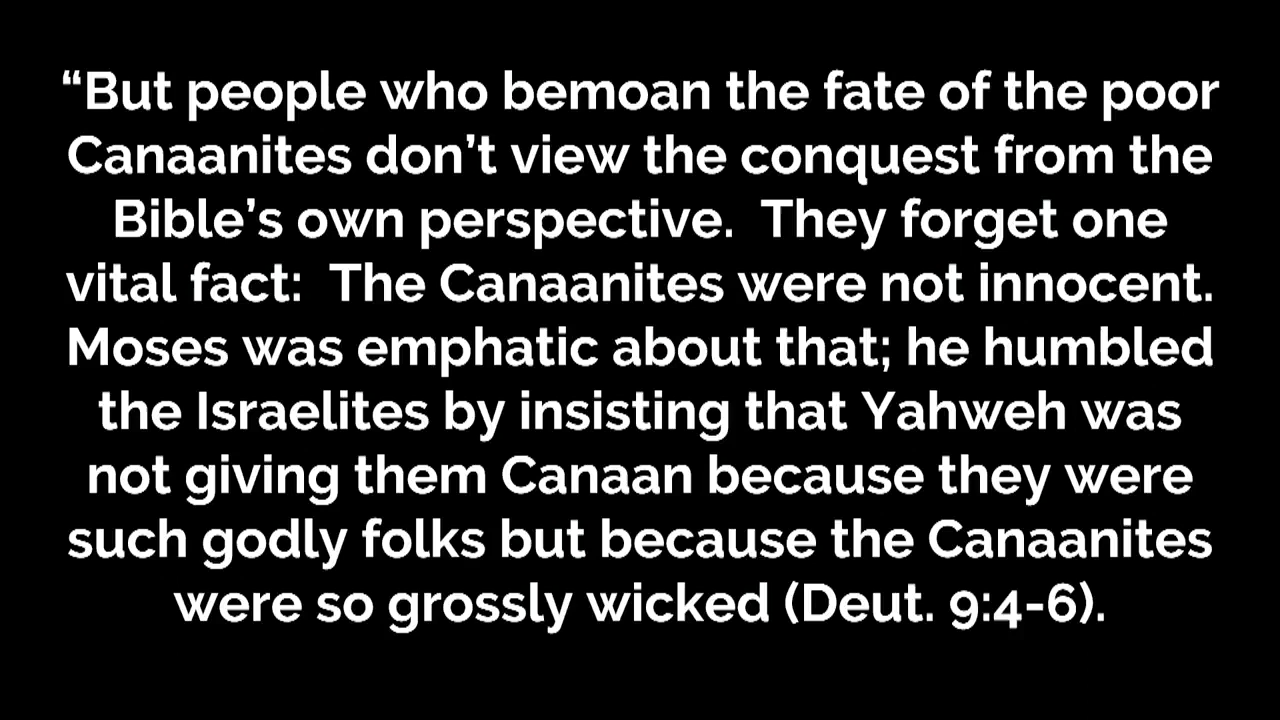 “But people who bemoan the fate of the poor
Canaanites don’t view the conquest from the
Bible’s own perspective.  They forget one
vital fact:  The Canaanites were not innocent.
Moses was emphatic about that; he humbled
the Israelites by insisting that Yahweh was
not giving them Canaan because they were
such godly folks but because the Canaanites
were so grossly wicked (Deut. 9:4-6).